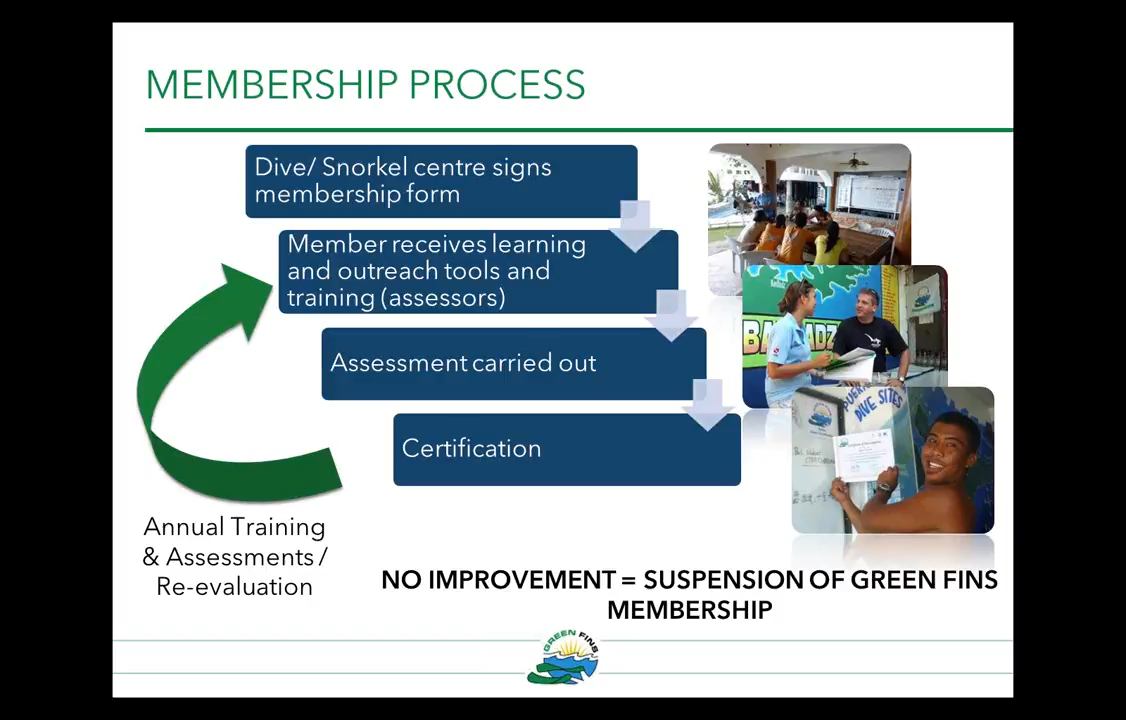 MEMBERSHIP PROCESS
Dive/ Snorkel centre signs
membership form
Member receives learning
and outreach tools and
training (assessors)
Assessment carried out
Certification
Annual Training
& Assessments /
Re-evaluation
NO IMPROVEMENT = SUSPENSION OF GREEN FINS
MEMBERSHIP
DIVE SITES
GREEN FINS